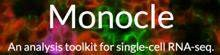 Monocle
An analysis toolkit for single-cell RNA-seq.